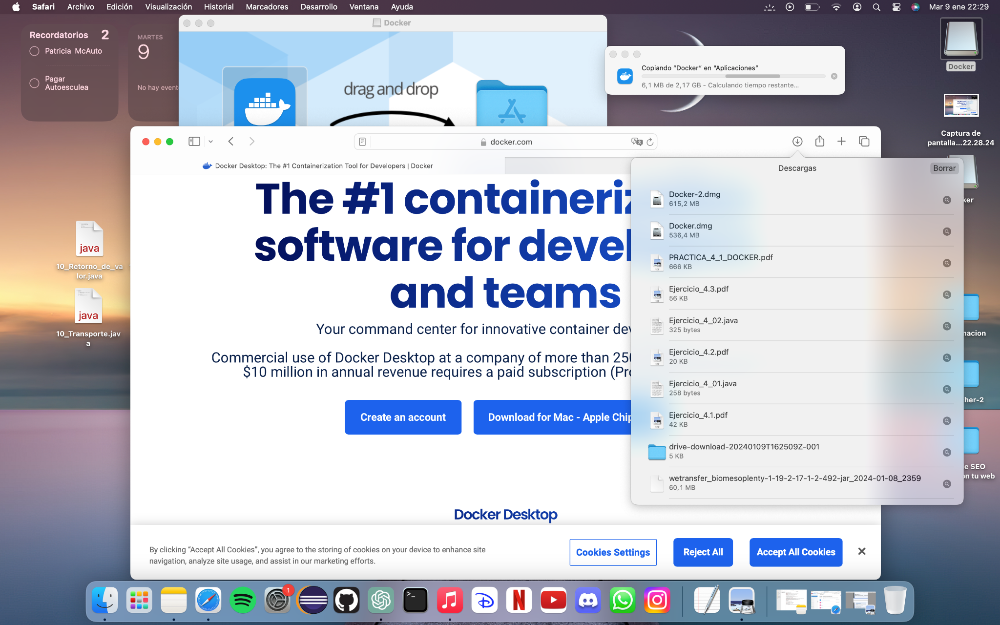 Safari Archivo Edición Visualización Historial Marcadores Desarrollo Ventana Ayuda
Mar 9 ene 22:29
Recordatorios 2
Patricia McAuto
Pagar
Autoesculea
MARTES
9
No hay event
Docker
drag and drop
Copiando “Docker” en “Aplicaciones”
6,1 MB de 2,17 GB - Calculando tiempo restante...
Docker
Captura de
pantalla...22.28.24
ker
docker.com
Docker Desktop: The #1 Containerization Tool for Developers | Docker
The #1 containeriz
software for devel
and teams
Your command center for innovative container dev
Commercial use of Docker Desktop at a company of more than 250
$10 million in annual revenue requires a paid subscription (Pro
Create an account
Download for Mac - Apple Chip
Docker Desktop
Descargas
Borrar
Docker-2.dmg
615,2 MB
Docker.dmg
536,4 MB
PRACTICA_4_1_DOCKER.pdf
666 KB
Ejercicio_4.3.pdf
56 KB
Ejercicio_4_02.java
325 bytes
Ejercicio_4.2.pdf
20 KB
Ejercicio_4_01.java
258 bytes
Ejercicio_4.1.pdf
42 KB
drive-download-20240109T162509Z-001
5 KB
wetransfer_biomesoplenty-1-19-2-17-1-2-492-jar_2024-01-08_2359
60,1 MB
java
10_Retorno_de_va
lor.java
java
10_Transporte.jav
a
nacion
her-2
e SEO
on tu web
By clicking “Accept All Cookies”, you agree to the storing of cookies on your device to enhance site
navigation, analyze site usage, and assist in our marketing efforts.
Cookies Settings
Reject All
Accept All Cookies
1